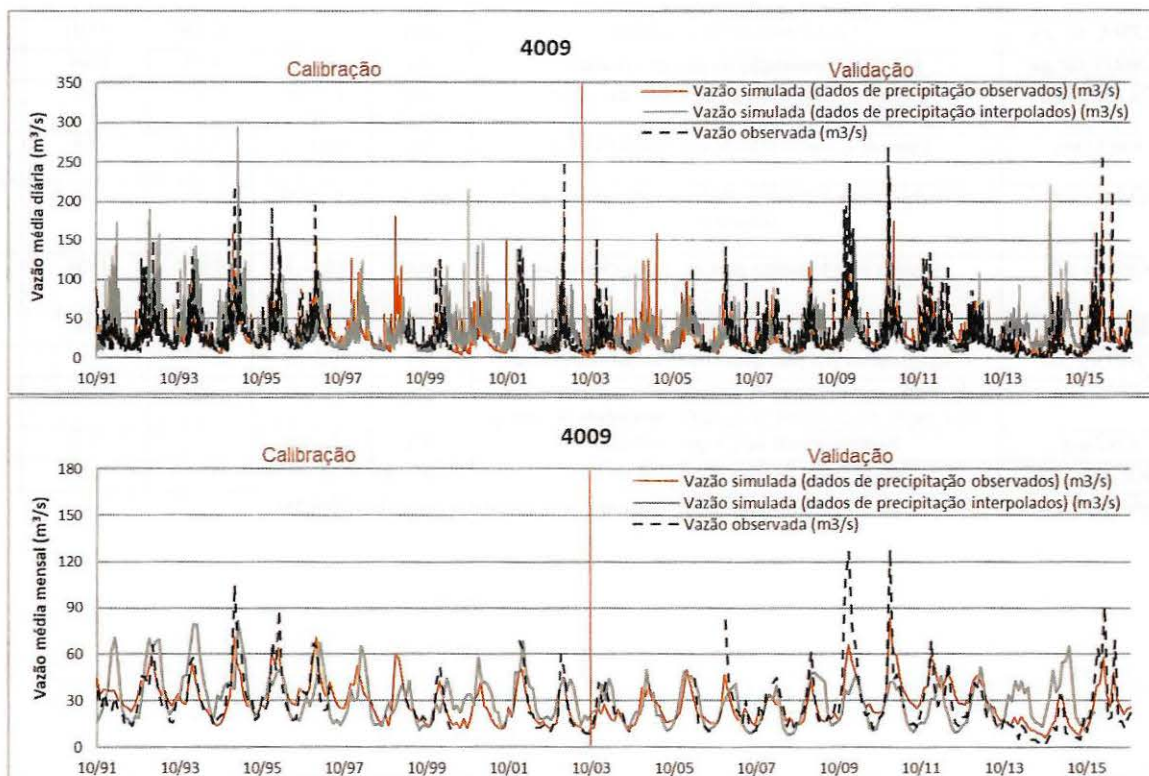 4009
Calibração
Validação
Vazão média diária (m³/s)
350
300
250
200
150
100
50
0
Vazão simulada (dados de precipitação observados) (m3/s)
Vazão simulada (dados de precipitação interpolados) (m3/s)
Vazão observada (m3/s)
10/91 10/93 10/95 10/97 10/99 10/01 10/03 10/05 10/07 10/09 10/11 10/13 10/15
4009
Calibração
Validação
Vazão média mensal (m³/s)
180
150
120
90
60
30
0
Vazão simulada (dados de precipitação observados) (m3/s)
Vazão simulada (dados de precipitação interpolados) (m3/s)
Vazão observada (m3/s)
10/91 10/93 10/95 10/97 10/99 10/01 10/03 10/05 10/07 10/09 10/11 10/13 10/15